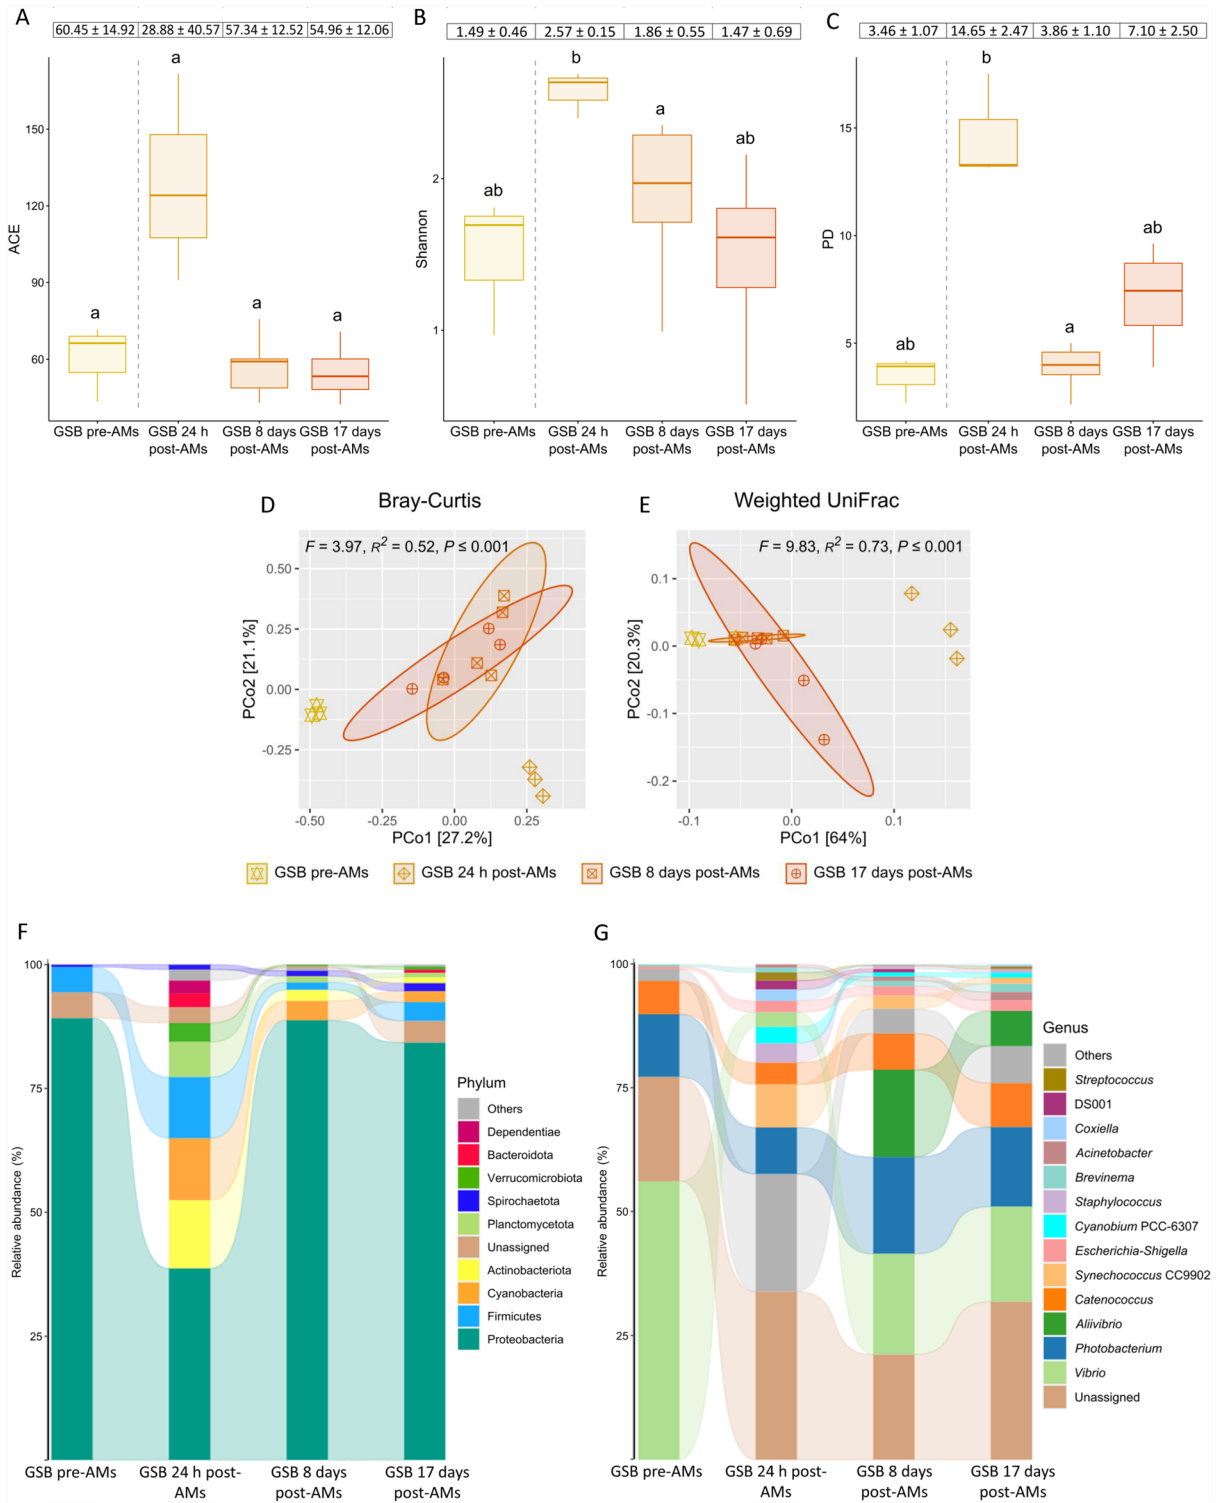 A
60.45 ± 14.92 28.88 ± 40.57 57.34 ± 12.52 54.96 ± 12.06
a
a
a
a
150
120
90
60
ACE
GSB pre-AMs
GSB 24 h
post-AMs
GSB 8 days
post-AMs
GSB 17 days
post-AMs
B
1.49 ± 0.46 2.57 ± 0.15 1.86 ± 0.55 1.47 ± 0.69
ab
b
a
ab
2
1
Shannon
GSB pre-AMs
GSB 24 h
post-AMs
GSB 8 days
post-AMs
GSB 17 days
post-AMs
C
3.46 ± 1.07 14.65 ± 2.47 3.86 ± 1.10 7.10 ± 2.50
ab
b
a
ab
15
10
5
PD
GSB pre-AMs
GSB 24 h
post-AMs
GSB 8 days
post-AMs
GSB 17 days
post-AMs
D
Bray-Curtis
F = 3.97, R² = 0.52, P ≤ 0.001
0.50
0.25
0.00
-0.25
PCo2 [21.1%]
-0.50 -0.25 0.00 0.25
PCo1 [27.2%]
E
Weighted UniFrac
F = 9.83, R² = 0.73, P ≤ 0.001
0.1
0.0
-0.1
-0.2
PCo2 [20.3%]
-0.1 0.0 0.1
PCo1 [64%]
GSB pre-AMs GSB 24 h post-AMs GSB 8 days post-AMs GSB 17 days post-AMs
F
100
75
50
25
Relative abundance (%)
GSB pre-AMs
GSB 24 h post-
AMs
GSB 8 days
post-AMs
GSB 17 days
post-AMs
Phylum
Others
Dependentiae
Bacteroidota
Verrucomicrobiota
Spirochaetota
Planctomycetota
Unassigned
Actinobacteriota
Cyanobacteria
Firmicutes
Proteobacteria
G
100
75
50
25
Relative abundance (%)
GSB pre-AMs
GSB 24 h post-
AMs
GSB 8 days
post-AMs
GSB 17 days
post-AMs
Genus
Others
Streptococcus
DS001
Coxiella
Acinetobacter
Brevinema
Staphylococcus
Cyanobium PCC-6307
Escherichia-Shigella
Synechococcus CC9902
Catenococcus
Aliivibrio
Photobacterium
Vibrio
Unassigned